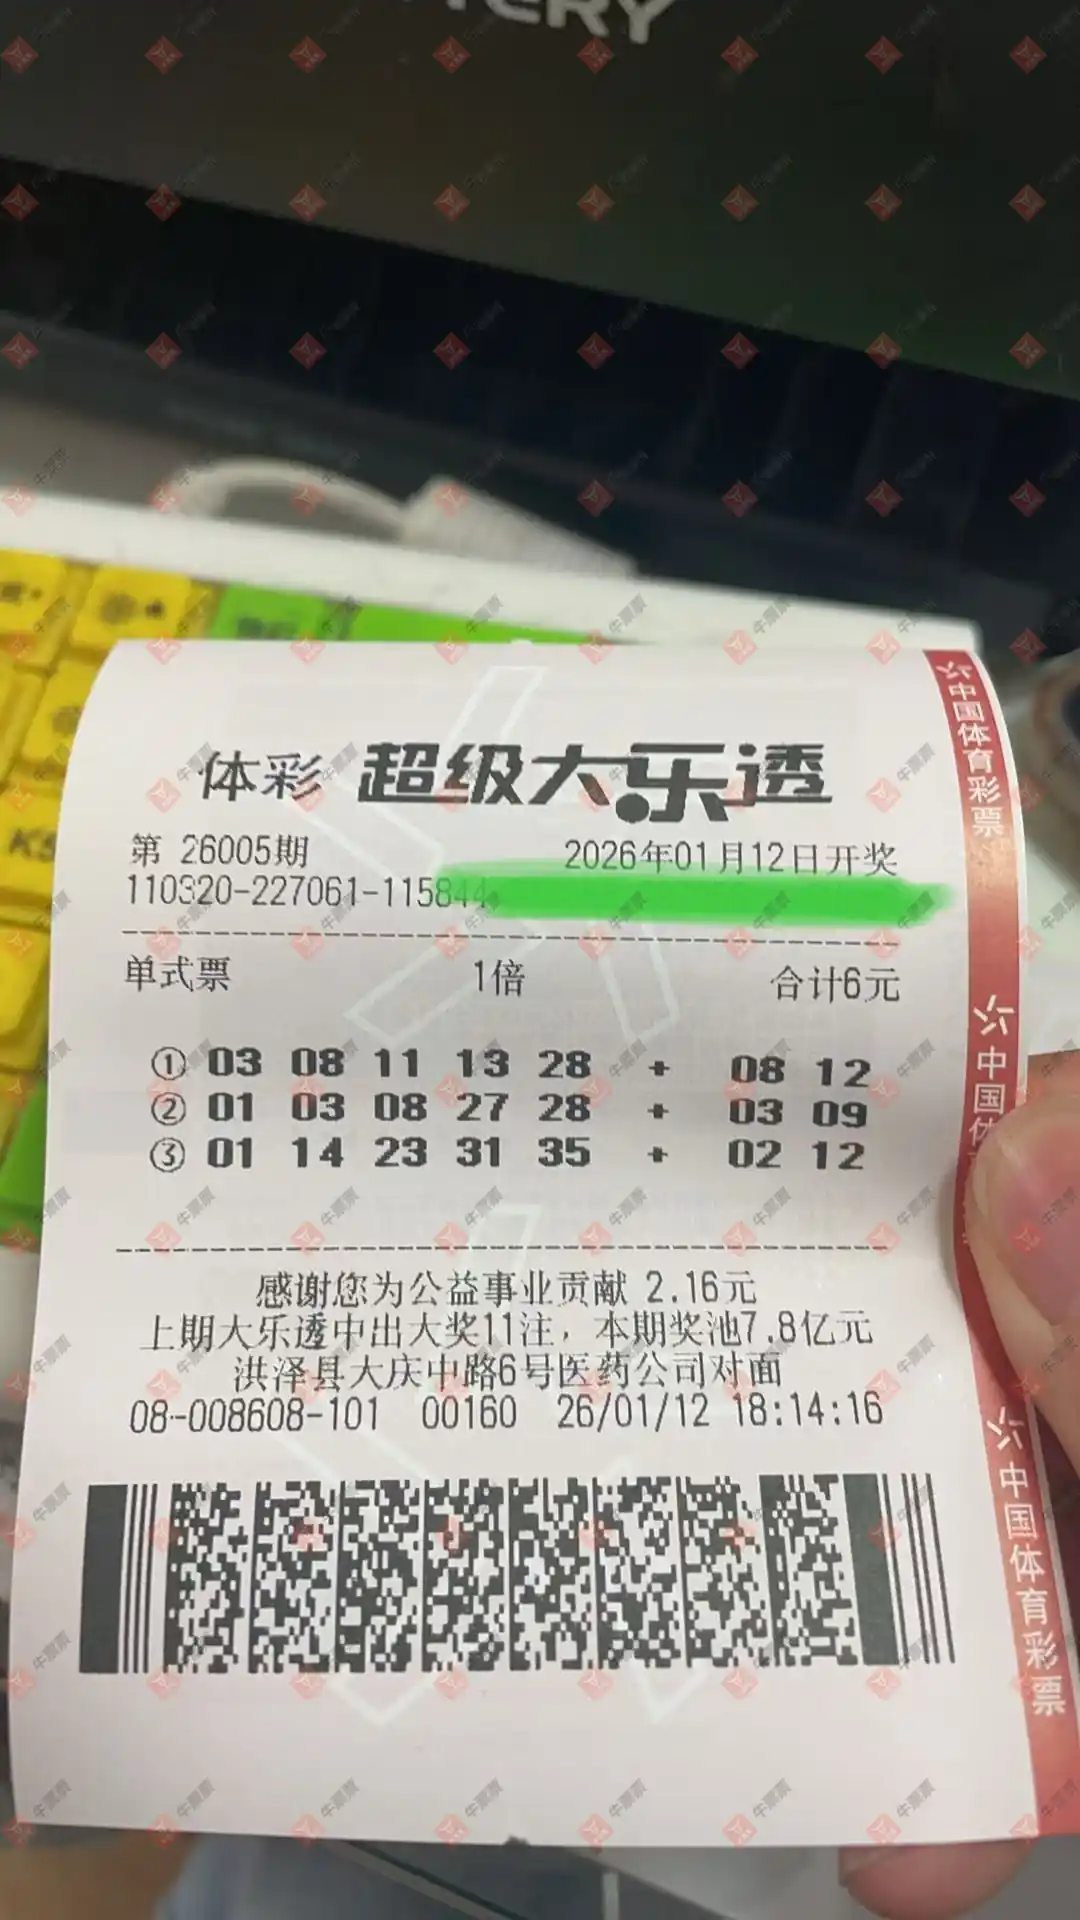 体彩 超级大乐透
第 26005期 2026年01月12日开奖
110320-227061-115844
单式票 1倍 合计6元
① 03 08 11 13 28 + 08 12
② 01 03 08 27 28 + 03 09
③ 01 14 23 31 35 + 02 12
感谢您为公益事业贡献 2.16元
上期大乐透中出大奖11注，本期奖池7.8亿元
洪泽县大庆中路6号医药公司对面
08-008608-101 00160 26/01/12 18:14:16
中国体育彩票
中国体
中国体育彩票
牛票票